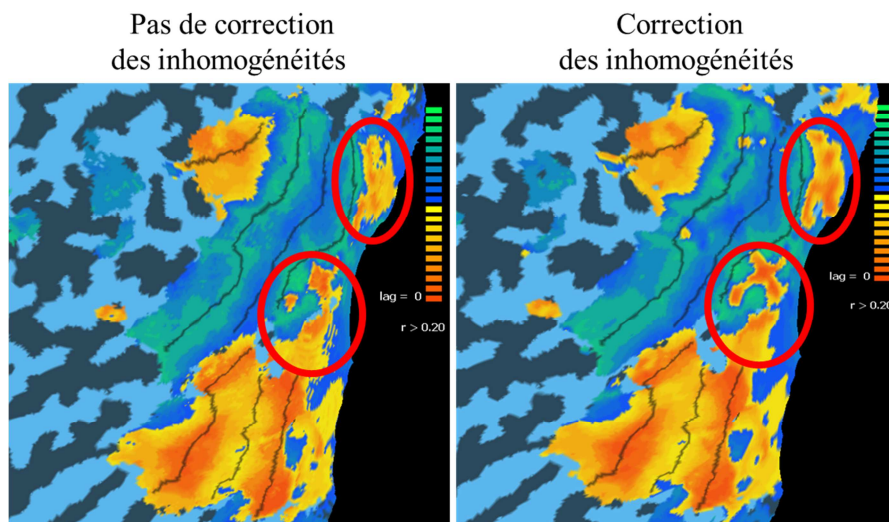 Pas de correction
des inhomogénéités
Correction
des inhomogénéités
lag = 0
r > 0.20
lag = 0
r > 0.20